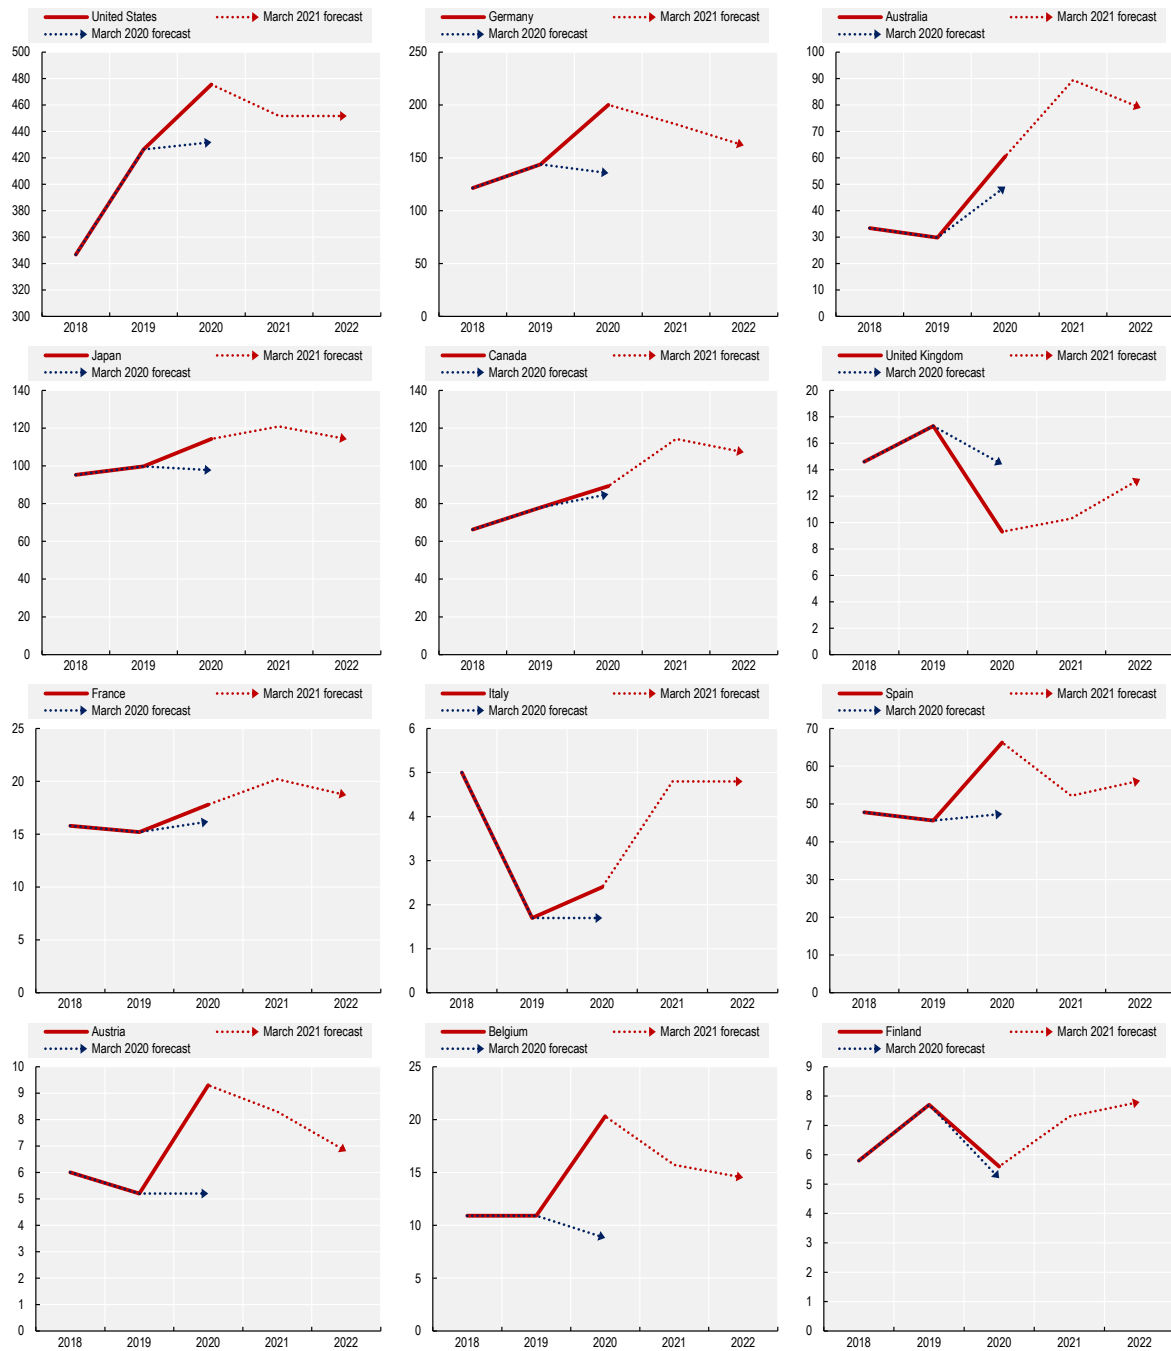 United States March 2021 forecast
March 2020 forecast
500
480
460
440
420
400
380
360
340
320
300
2018 2019 2020 2021 2022
Germany March 2021 forecast
March 2020 forecast
250
200
150
100
50
0
2018 2019 2020 2021 2022
Australia March 2021 forecast
March 2020 forecast
100
90
80
70
60
50
40
30
20
10
0
2018 2019 2020 2021 2022
Japan March 2021 forecast
March 2020 forecast
140
120
100
80
60
40
20
0
2018 2019 2020 2021 2022
Canada March 2021 forecast
March 2020 forecast
140
120
100
80
60
40
20
0
2018 2019 2020 2021 2022
United Kingdom March 2021 forecast
March 2020 forecast
20
18
16
14
12
10
8
6
4
2
0
2018 2019 2020 2021 2022
France March 2021 forecast
March 2020 forecast
25
20
15
10
5
0
2018 2019 2020 2021 2022
Italy March 2021 forecast
March 2020 forecast
6
5
4
3
2
1
0
2018 2019 2020 2021 2022
Spain March 2021 forecast
March 2020 forecast
70
60
50
40
30
20
10
0
2018 2019 2020 2021 2022
Austria March 2021 forecast
March 2020 forecast
10
9
8
7
6
5
4
3
2
1
0
2018 2019 2020 2021 2022
Belgium March 2021 forecast
March 2020 forecast
25
20
15
10
5
0
2018 2019 2020 2021 2022
Finland March 2021 forecast
March 2020 forecast
9
8
7
6
5
4
3
2
1
0
2018 2019 2020 2021 2022